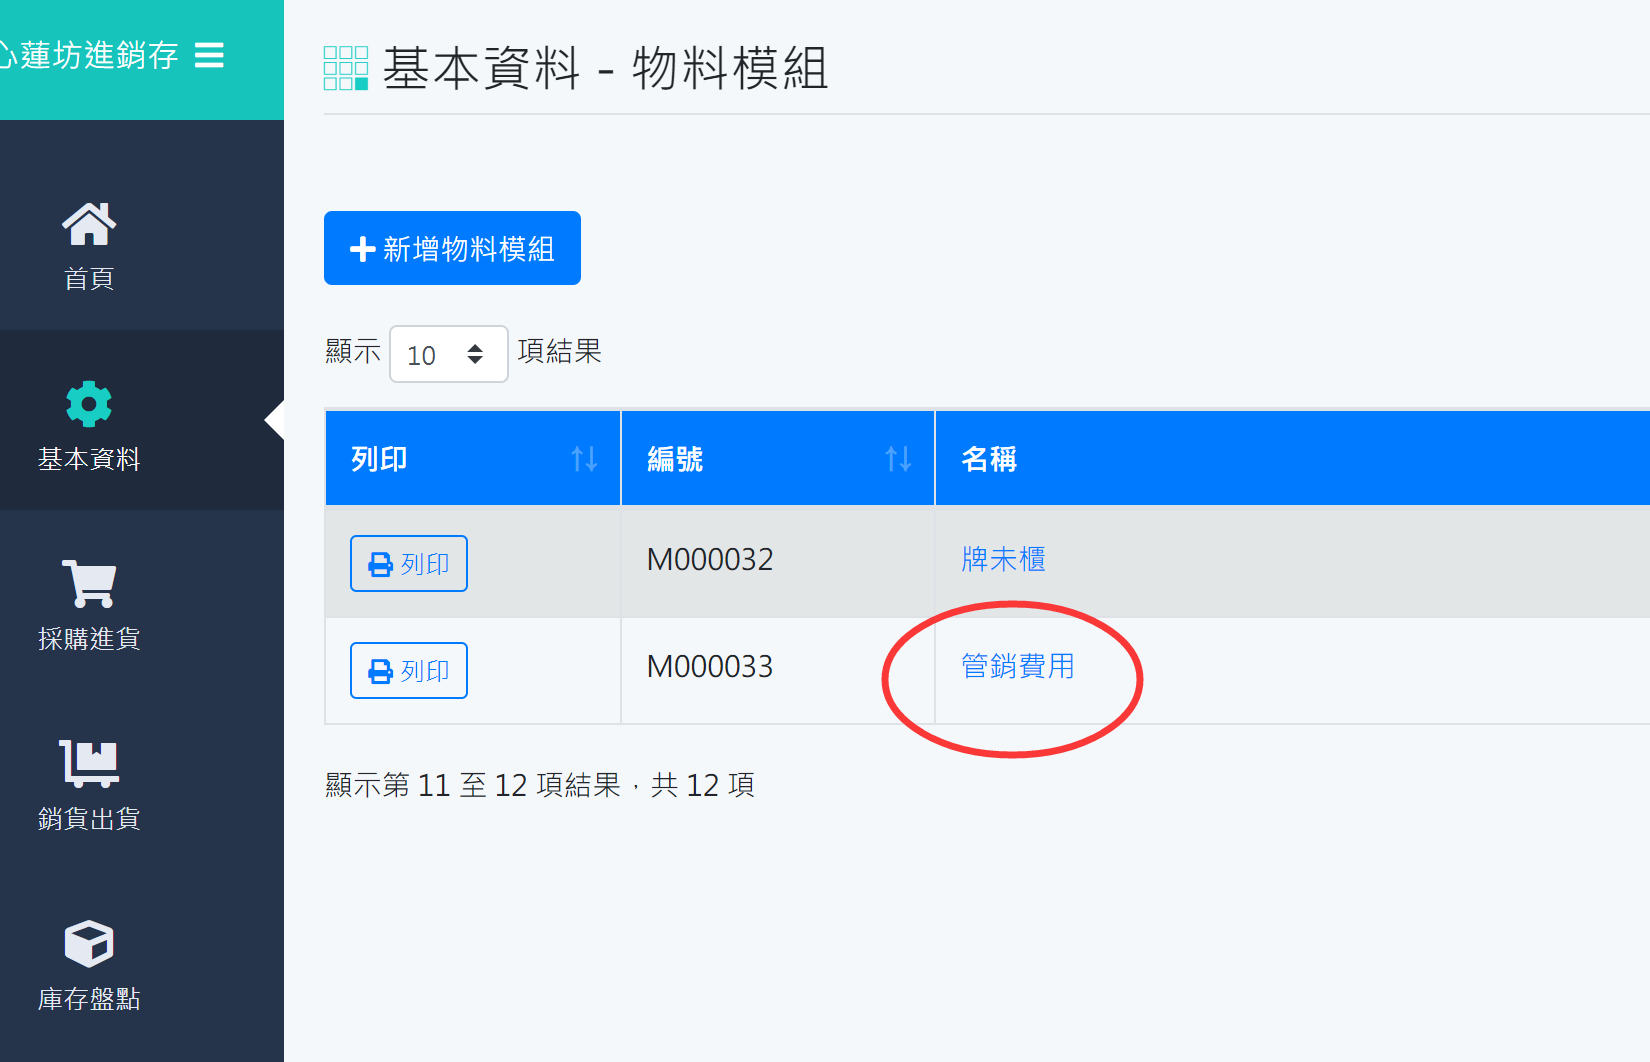 心蓮坊進銷存
基本資料 - 物料模組
首頁
基本資料
採購進貨
銷貨出貨
庫存盤點
新增物料模組
顯示 10 項結果
列印 編號 名稱
列印 M000032 牌未櫃
列印 M000033 管銷費用
顯示第 11 至 12 項結果，共 12 項